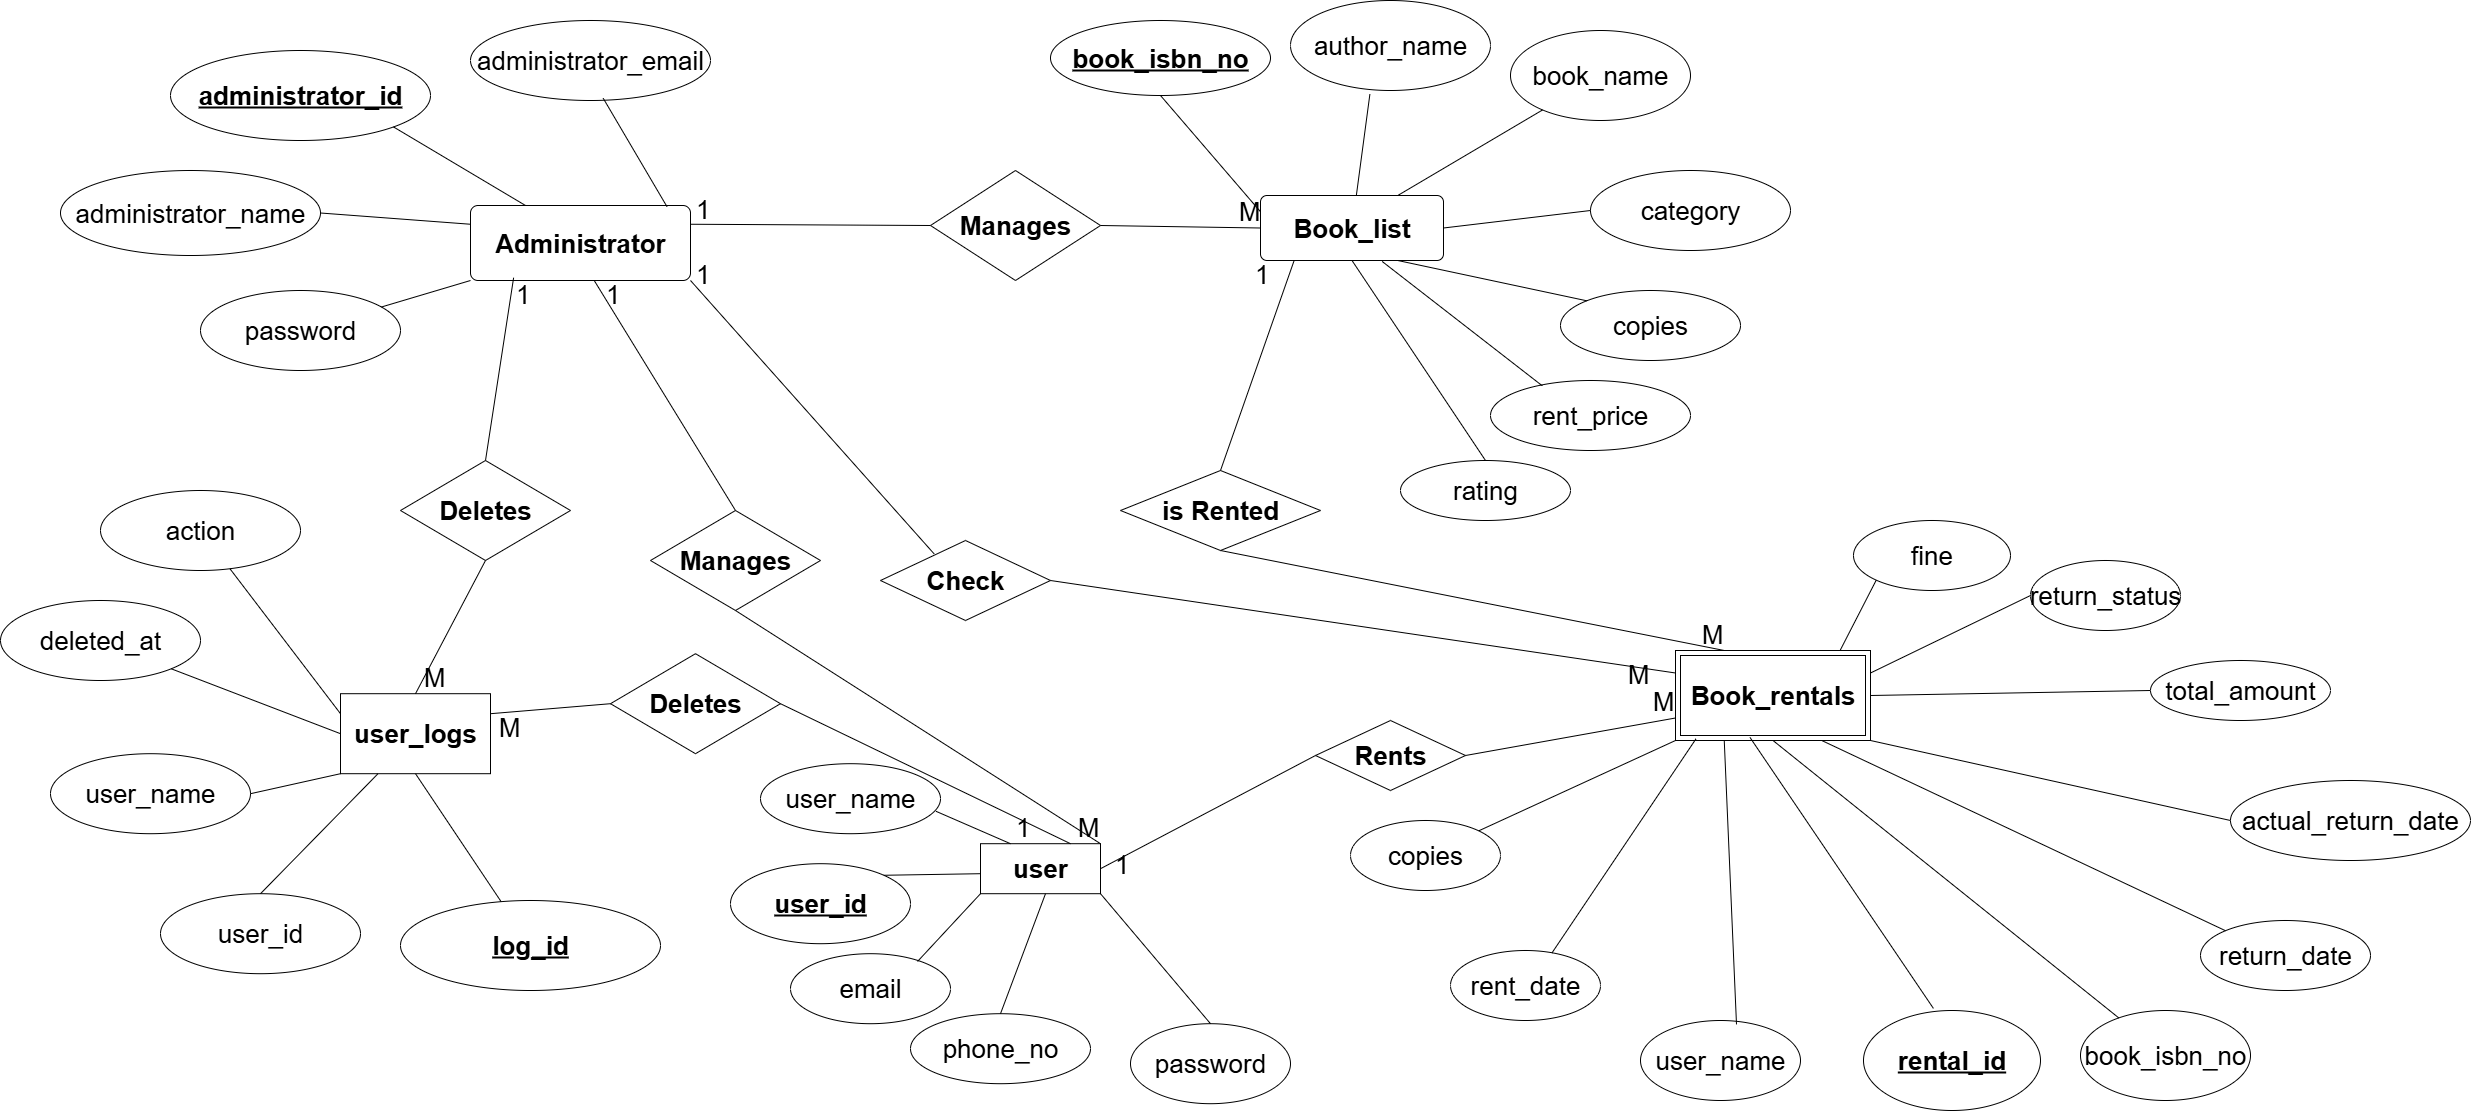 administrator_email
author_name
book_isbn_no
book_name
administrator_id
category
administrator_name
1
M
Manages
Book_list
Administrator
1
1
1
1
copies
password
rent_price
rating
Deletes
is Rented
action
Manages
Check
fine
return_status
deleted_at
M
M
M
total_amount
Book_rentals
M
Deletes
user_logs
M
Rents
user_name
user_name
1
M
actual_return_date
copies
1
user
user_id
user_id
log_id
return_date
email
rent_date
phone_no
password
user_name
rental_id
book_isbn_no